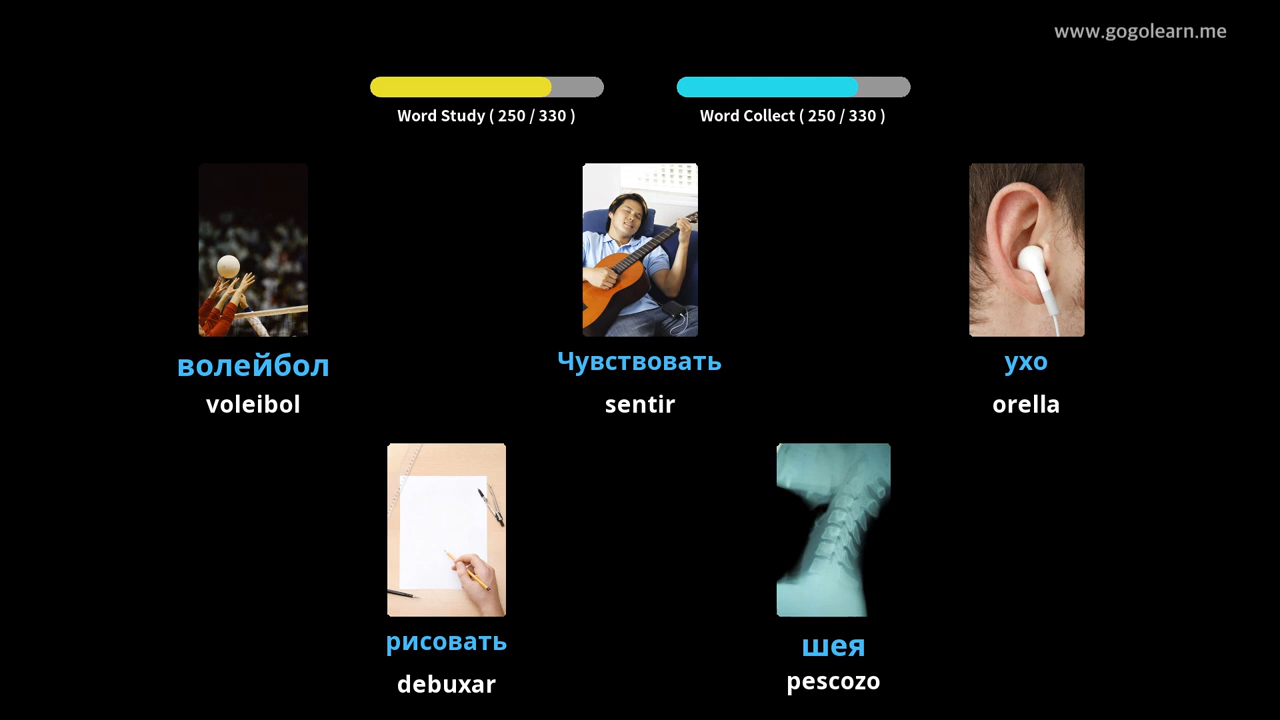 www.gogolearn.me
Word Study ( 250 / 330 )
Word Collect ( 250 / 330 )
волейбол
voleibol
Чувствовать
sentir
ухо
orella
рисовать
debuxar
шея
pescozo